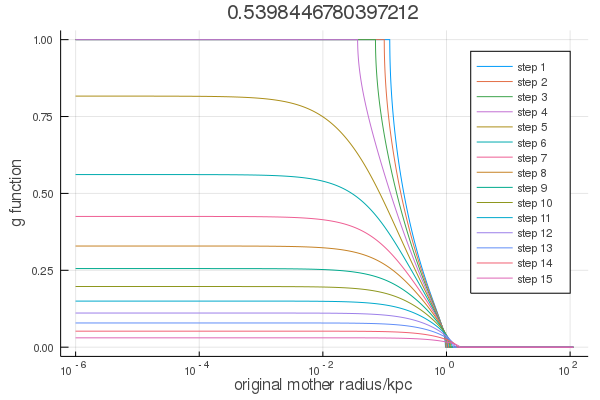 0.5398446780397212
1.00
0.75
0.50
0.25
0.00
g function
10^-6
10^-4
10^-2
10^0
10^2
original mother radius/kpc
step 1
step 2
step 3
step 4
step 5
step 6
step 7
step 8
step 9
step 10
step 11
step 12
step 13
step 14
step 15